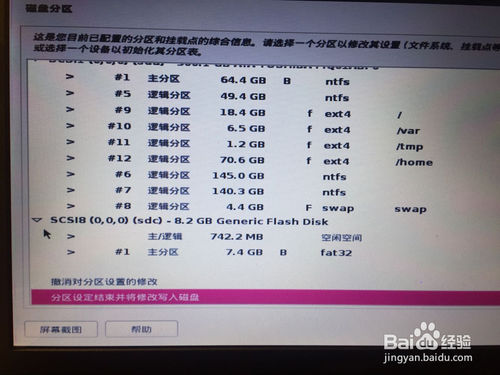 磁盘分区
这是您目前已配置的分区和挂载点的综合信息。请选择一个分区以修改其设置（文件系统、挂载点等
或选择一个设备以初始化其分区表。
> #1 主分区 64.4 GB B ntfs
> #5 逻辑分区 49.4 GB ntfs
> #9 逻辑分区 18.4 GB f ext4 /
> #10 逻辑分区 6.5 GB f ext4 /var
> #11 逻辑分区 1.2 GB f ext4 /tmp
> #12 逻辑分区 70.6 GB f ext4 /home
> #6 逻辑分区 145.0 GB ntfs
> #7 逻辑分区 140.3 GB ntfs
> #8 逻辑分区 4.4 GB F swap swap
SCSI8 (0,0,0) (sdc) - 8.2 GB Generic Flash Disk
> 主/逻辑 742.2 MB 空闲空间
> #1 主分区 7.4 GB B fat32
撤消对分区设置的修改
分区设定结束并将修改写入磁盘
屏幕截图 帮助
Baidu 经验
jingyan.baidu.com